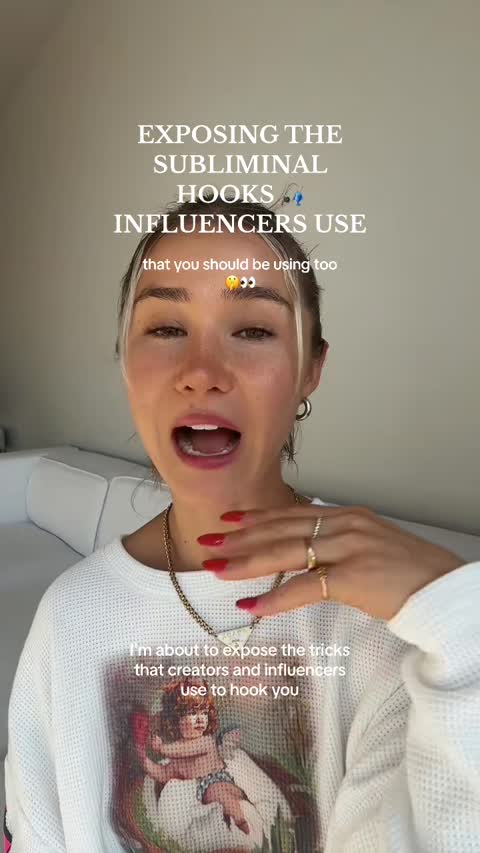 EXPOSING THE
SUBLIMINAL
HOOKS 🎣
INFLUENCERS USE
that you should be using too
🤫👀
I'm about to expose the tricks
that creators and influencers
use to hook you